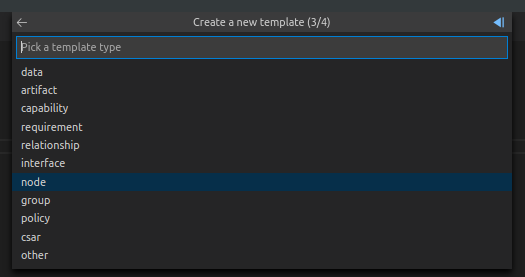 Create a new template (3/4)
Pick a template type
data
artifact
capability
requirement
relationship
interface
node
group
policy
csar
other